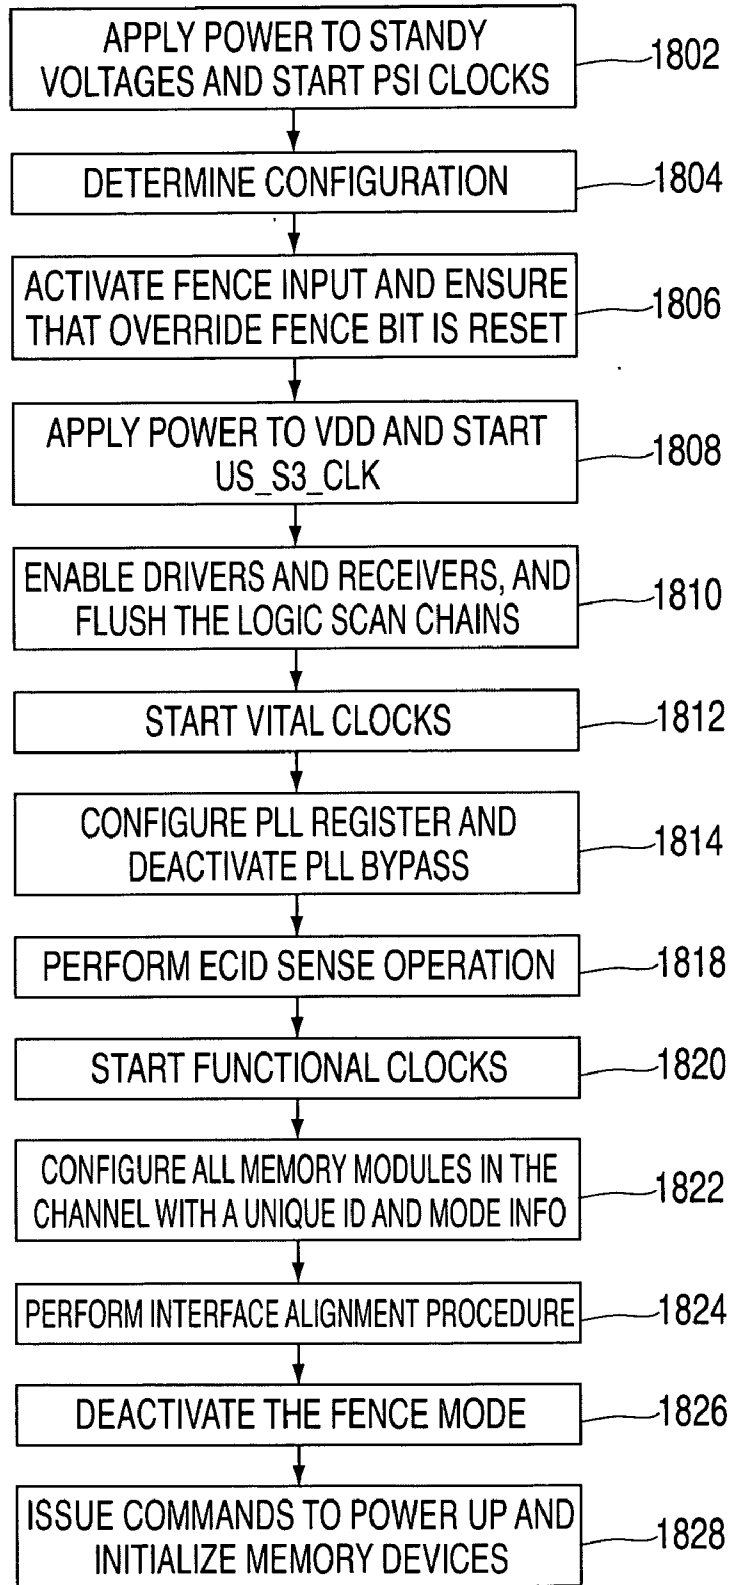 APPLY POWER TO STANDY
VOLTAGES AND START PSI CLOCKS
1802
DETERMINE CONFIGURATION
1804
ACTIVATE FENCE INPUT AND ENSURE
THAT OVERRIDE FENCE BIT IS RESET
1806
APPLY POWER TO VDD AND START
US_S3_CLK
1808
ENABLE DRIVERS AND RECEIVERS, AND
FLUSH THE LOGIC SCAN CHAINS
1810
START VITAL CLOCKS
1812
CONFIGURE PLL REGISTER AND
DEACTIVATE PLL BYPASS
1814
PERFORM ECID SENSE OPERATION
1818
START FUNCTIONAL CLOCKS
1820
CONFIGURE ALL MEMORY MODULES IN THE
CHANNEL WITH A UNIQUE ID AND MODE INFO
1822
PERFORM INTERFACE ALIGNMENT PROCEDURE
1824
DEACTIVATE THE FENCE MODE
1826
ISSUE COMMANDS TO POWER UP AND
INITIALIZE MEMORY DEVICES
1828